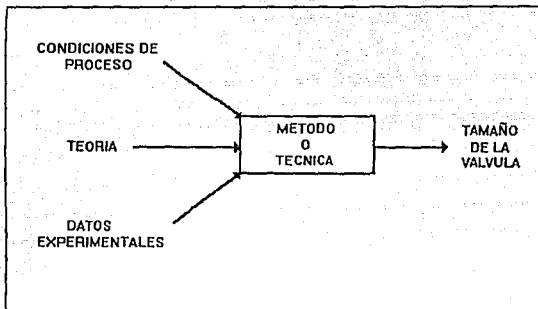 CONDICIONES DE
PROCESO
TEORIA
DATOS
EXPERIMENTALES
METODO
O
TECNICA
TAMAÑO
DE LA
VALVULA